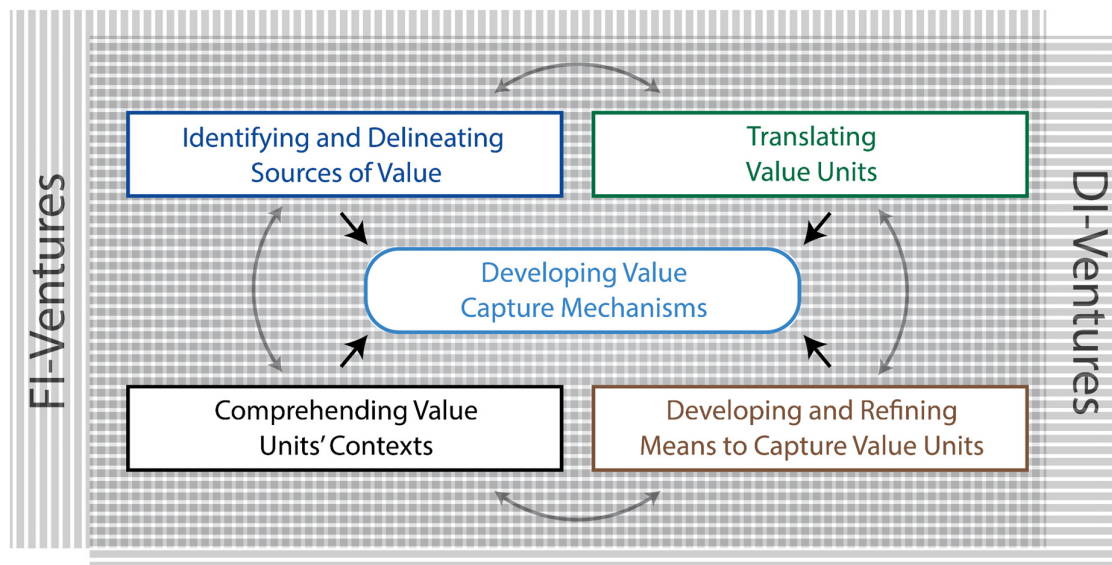 Identifying and Delineating
Sources of Value
Translating
Value Units
FI-Ventures
Developing Value
Capture Mechanisms
DI-Ventures
Comprehending Value
Units’ Contexts
Developing and Refining
Means to Capture Value Units